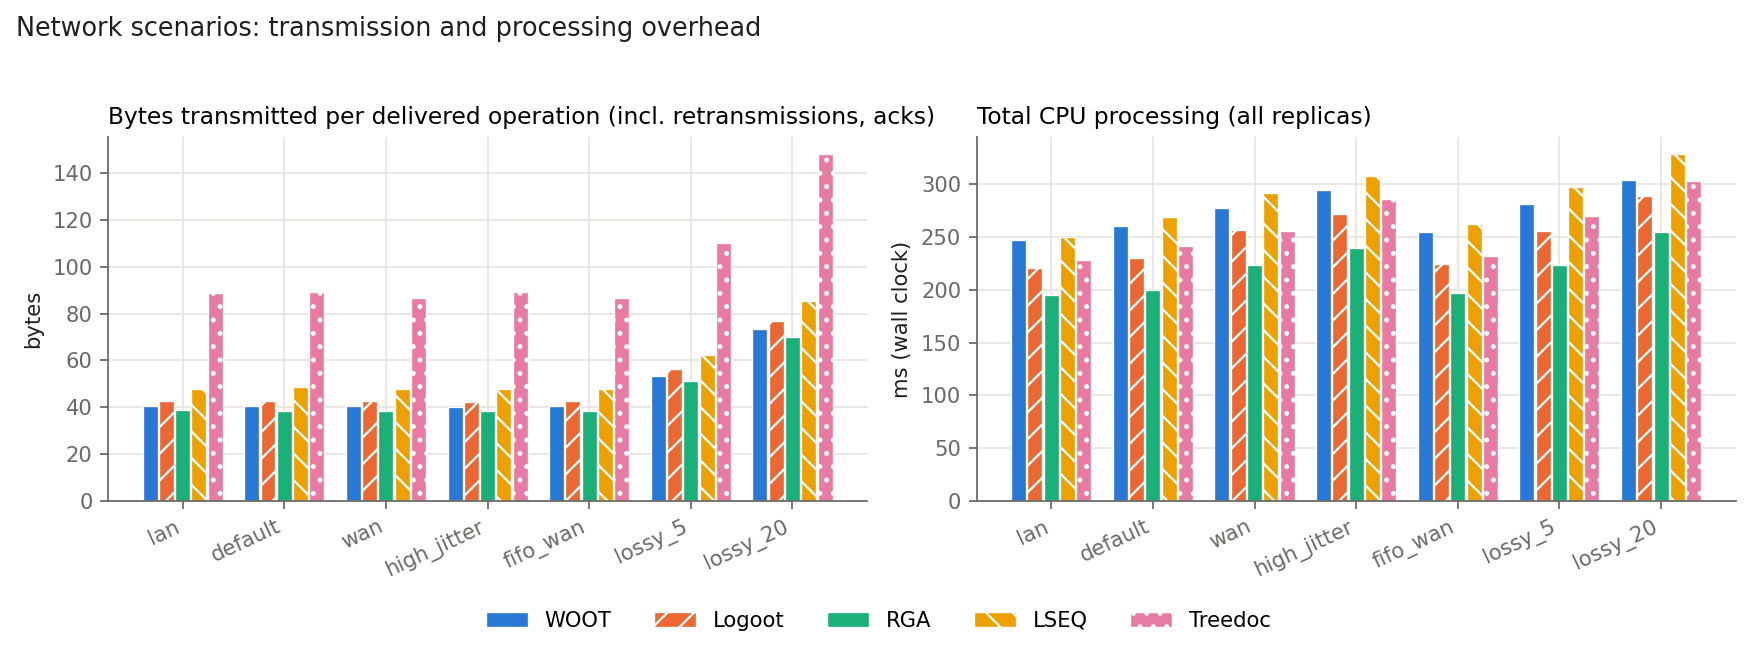 Network scenarios: transmission and processing overhead
Bytes transmitted per delivered operation (incl. retransmissions, acks)
bytes
140
120
100
80
60
40
20
0
lan
default
wan
high_jitter
fifo_wan
lossy_5
lossy_20
Total CPU processing (all replicas)
ms (wall clock)
300
250
200
150
100
50
0
lan
default
wan
high_jitter
fifo_wan
lossy_5
lossy_20
WOOT Logoot RGA LSEQ Treedoc